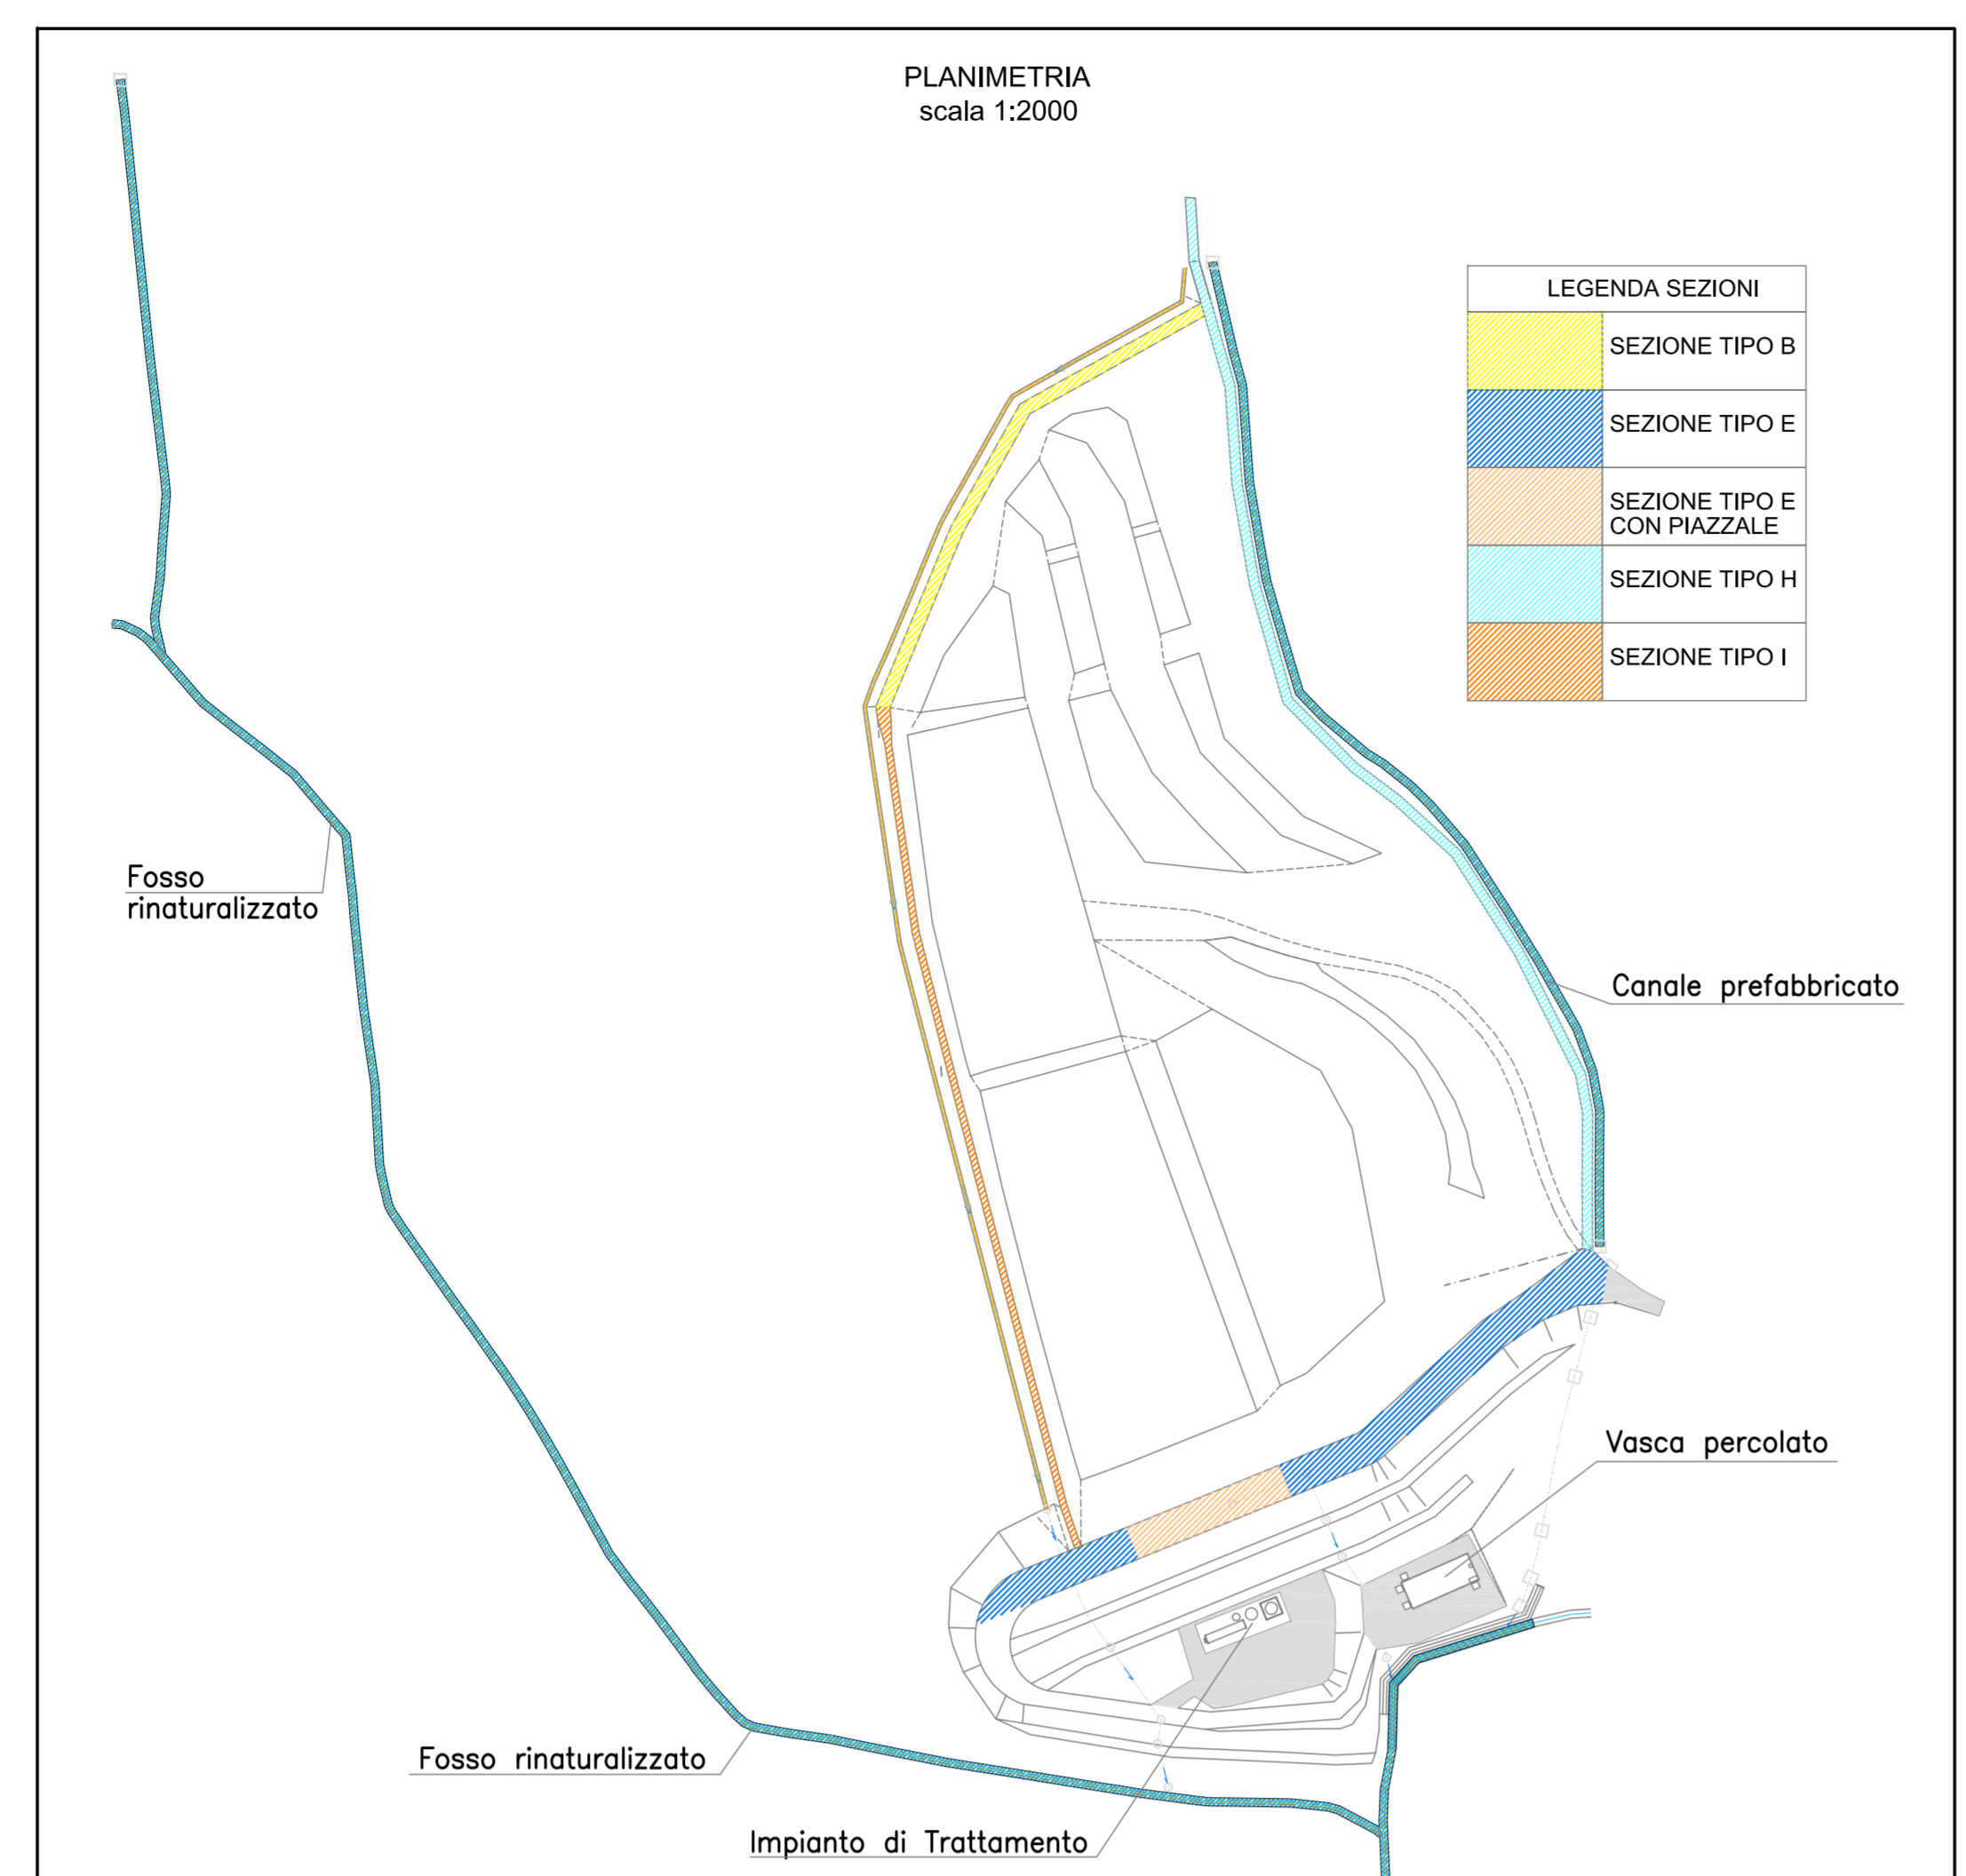 PLANIMETRIA
scala 1:2000
LEGENDA SEZIONI
SEZIONE TIPO B
SEZIONE TIPO E
SEZIONE TIPO E
CON PIAZZALE
SEZIONE TIPO H
SEZIONE TIPO I
Fosso
rinaturalizzato
Canale prefabbricato
Vasca percolato
Fosso rinaturalizzato
Impianto di Trattamento